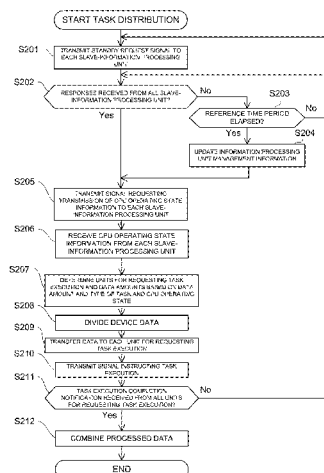 START TASK DISTRIBUTION
S201
TRANSMIT STANDBY REQUEST SIGNAL TO
EACH SLAVE-INFORMATION PROCESSING
UNIT
S202
RESPONSES RECEIVED FROM ALL SLAVE-
INFORMATION PROCESSING UNIT?
No
Yes
S203
REFERENCE TIME PERIOD
ELAPSED?
No
Yes
S204
UPDATE INFORMATION PROCESSING
UNIT MANAGEMENT INFORMATION
S205
TRANSMIT SIGNAL REQUESTING
TRANSMISSION OF CPU OPERATING STATE
INFORMATION TO EACH SLAVE-
INFORMATION PROCESSING UNIT
S206
RECEIVE CPU OPERATING STATE
INFORMATION FROM EACH SLAVE-
INFORMATION PROCESSING UNIT
S207
DETERMINE UNITS FOR REQUESTING TASK
EXECUTION AND DATA AMOUNTS BASED ON DATA
AMOUNT AND TYPE OF TASK AND CPU OPERATING
STATE
S208
DIVIDE DEVICE DATA
S209
TRANSFER DATA TO EACH UNIT FOR REQUESTING
TASK EXECUTION
S210
TRANSMIT SIGNAL INSTRUCTING TASK
EXECUTION
S211
TASK EXECUTION COMPLETION
NOTIFICATION RECEIVED FROM ALL UNITS
FOR REQUESTING TASK EXECUTION?
No
Yes
S212
COMBINE PROCESSED DATA
END